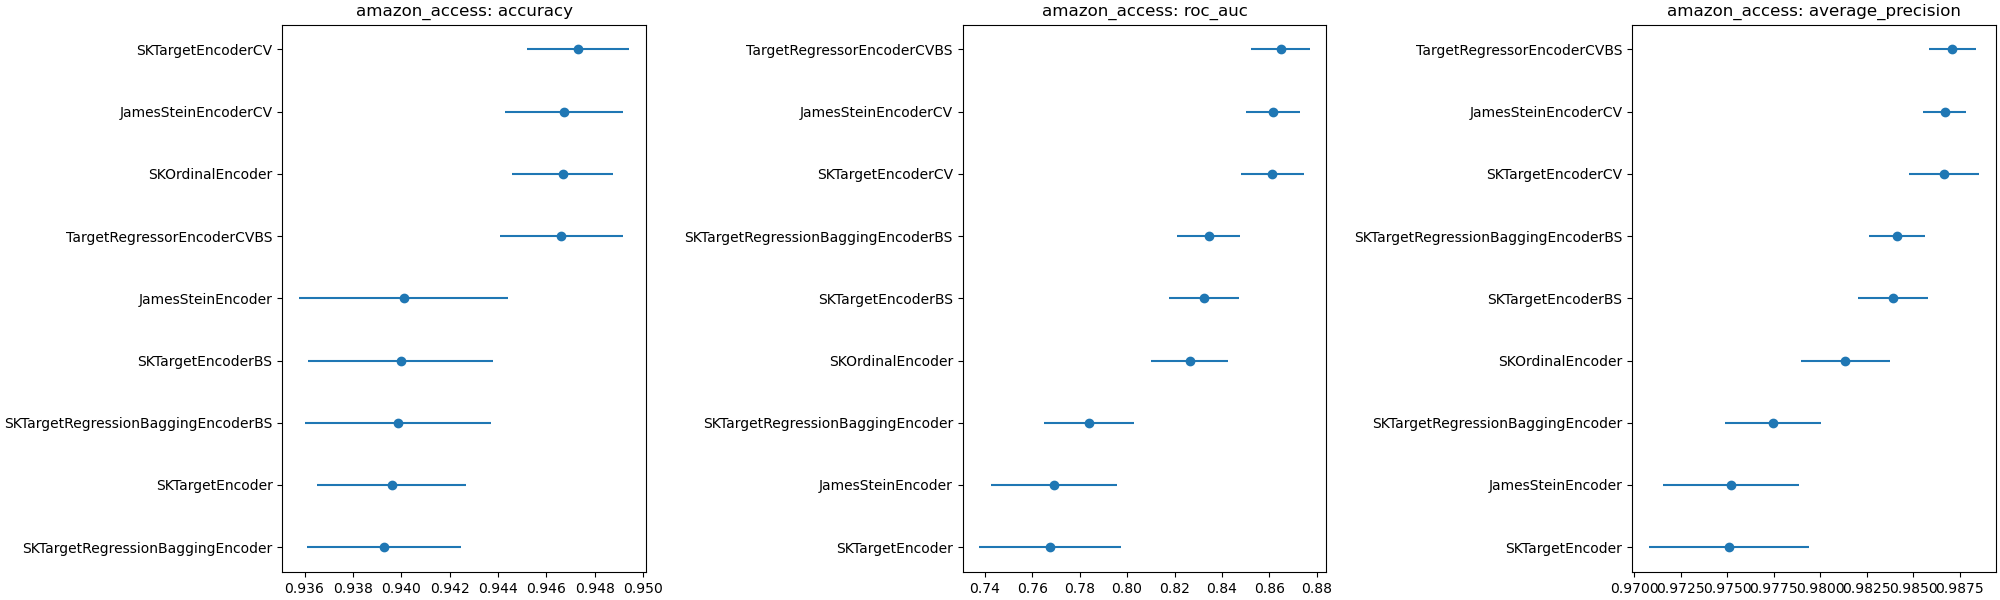 amazon_access: accuracy
SKTargetEncoderCV
JamesSteinEncoderCV
SKOrdinalEncoder
TargetRegressorEncoderCVBS
JamesSteinEncoder
SKTargetEncoderBS
SKTargetRegressionBaggingEncoderBS
SKTargetEncoder
SKTargetRegressionBaggingEncoder
0.936 0.938 0.940 0.942 0.944 0.946 0.948 0.950
amazon_access: roc_auc
TargetRegressorEncoderCVBS
JamesSteinEncoderCV
SKTargetEncoderCV
SKTargetRegressionBaggingEncoderBS
SKTargetEncoderBS
SKOrdinalEncoder
SKTargetRegressionBaggingEncoder
JamesSteinEncoder
SKTargetEncoder
0.74 0.76 0.78 0.80 0.82 0.84 0.86 0.88
amazon_access: average_precision
TargetRegressorEncoderCVBS
JamesSteinEncoderCV
SKTargetEncoderCV
SKTargetRegressionBaggingEncoderBS
SKTargetEncoderBS
SKOrdinalEncoder
SKTargetRegressionBaggingEncoder
JamesSteinEncoder
SKTargetEncoder
0.9700 0.9725 0.9750 0.9775 0.9800 0.9825 0.9850 0.9875